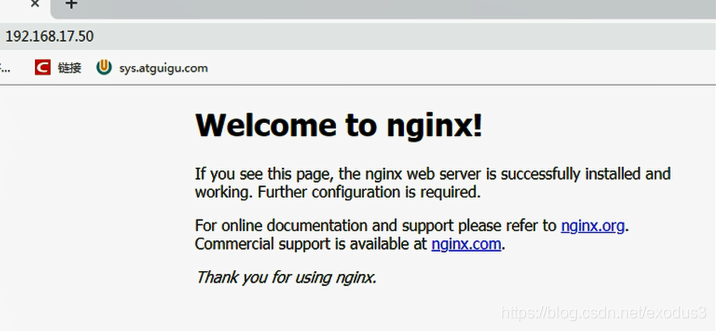 192.168.17.50
... 链接 sys.atguigu.com
Welcome to nginx!
If you see this page, the nginx web server is successfully installed and
working. Further configuration is required.
For online documentation and support please refer to nginx.org.
Commercial support is available at nginx.com.
Thank you for using nginx.
https://blog.csdn.net/exodus3